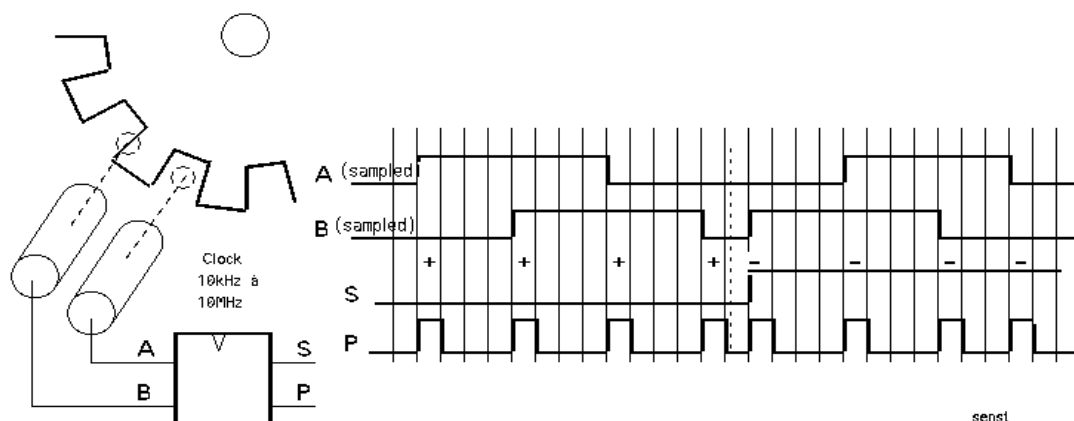 Clock
10kHz à
10MHz
A
B
S
P
A (sampled)
B (sampled)
+ + + + - - - -
S
P
sens1